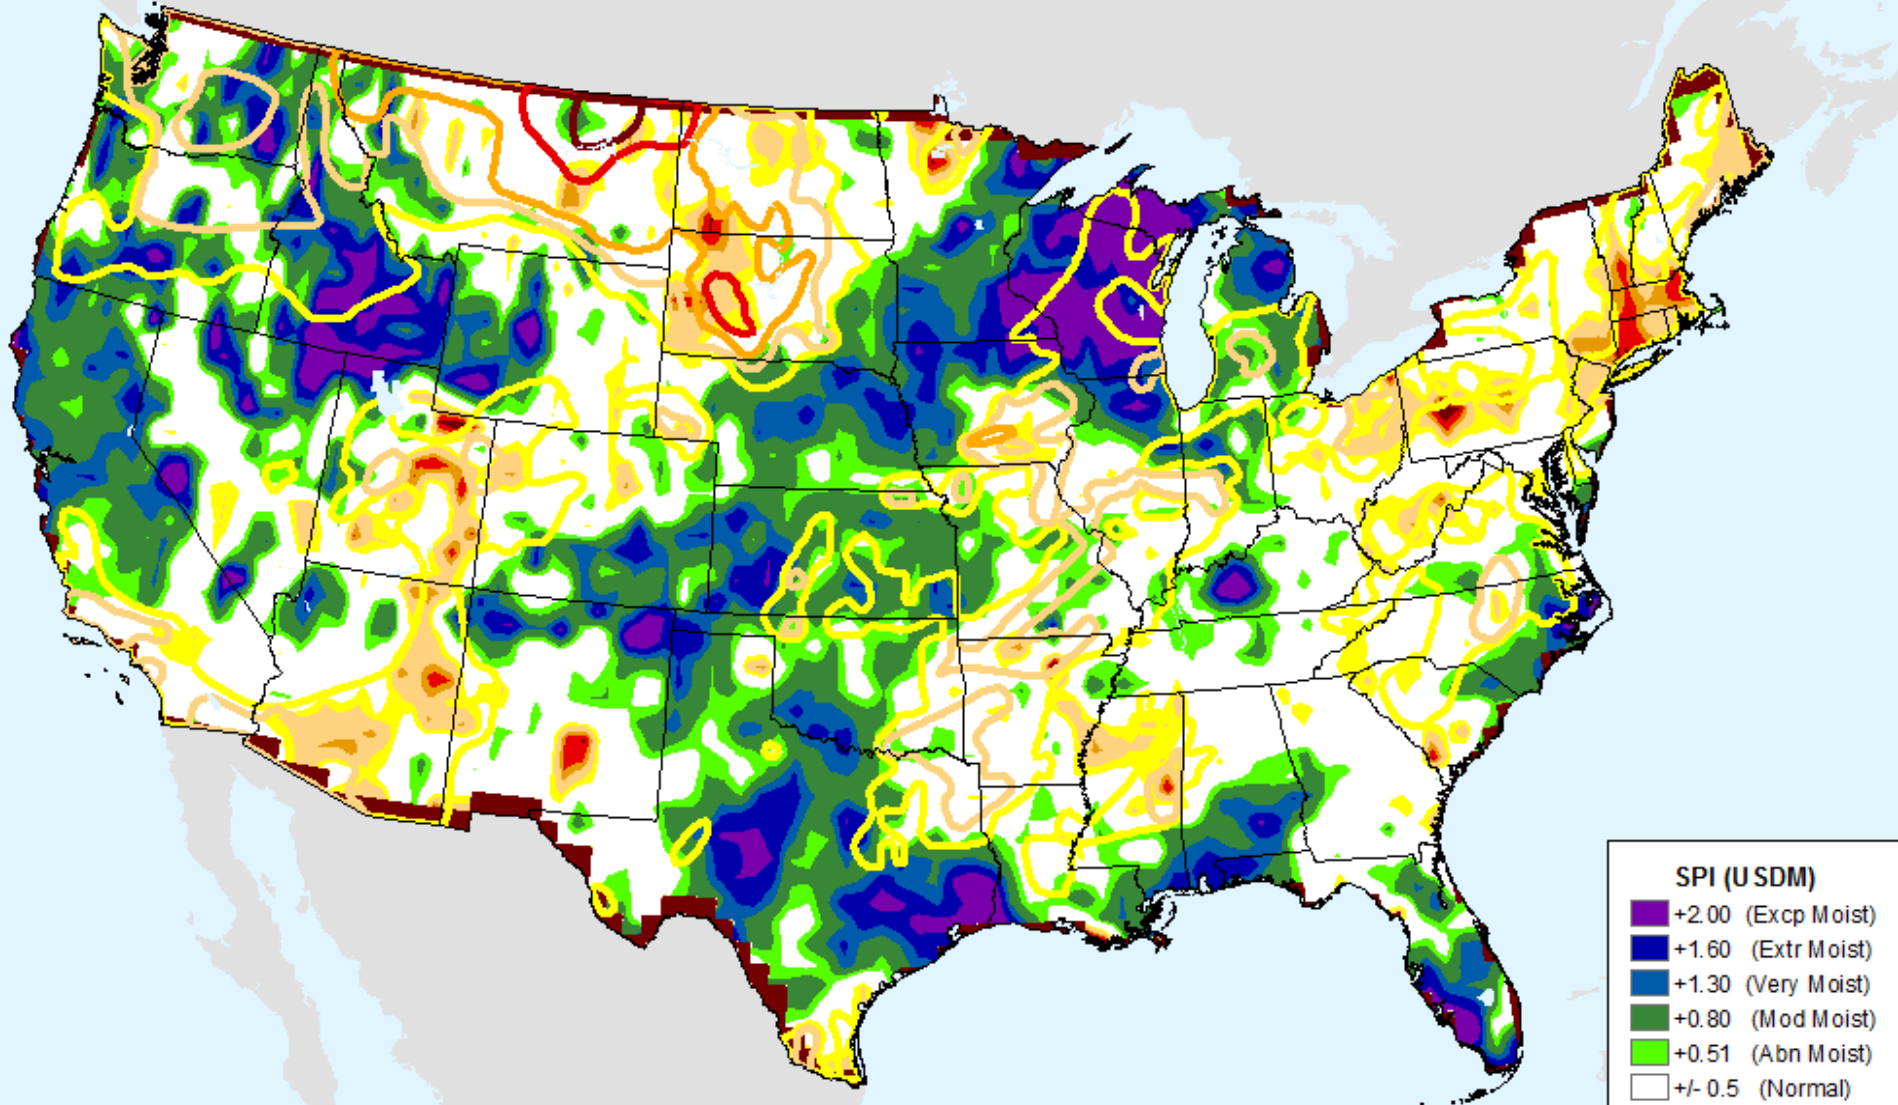 SPI (USDM)
+2.00 (Excp Moist)
+1.60 (Extr Moist)
+1.30 (Very Moist)
+0.80 (Mod Moist)
+0.51 (Abn Moist)
+/- 0.5 (Normal)